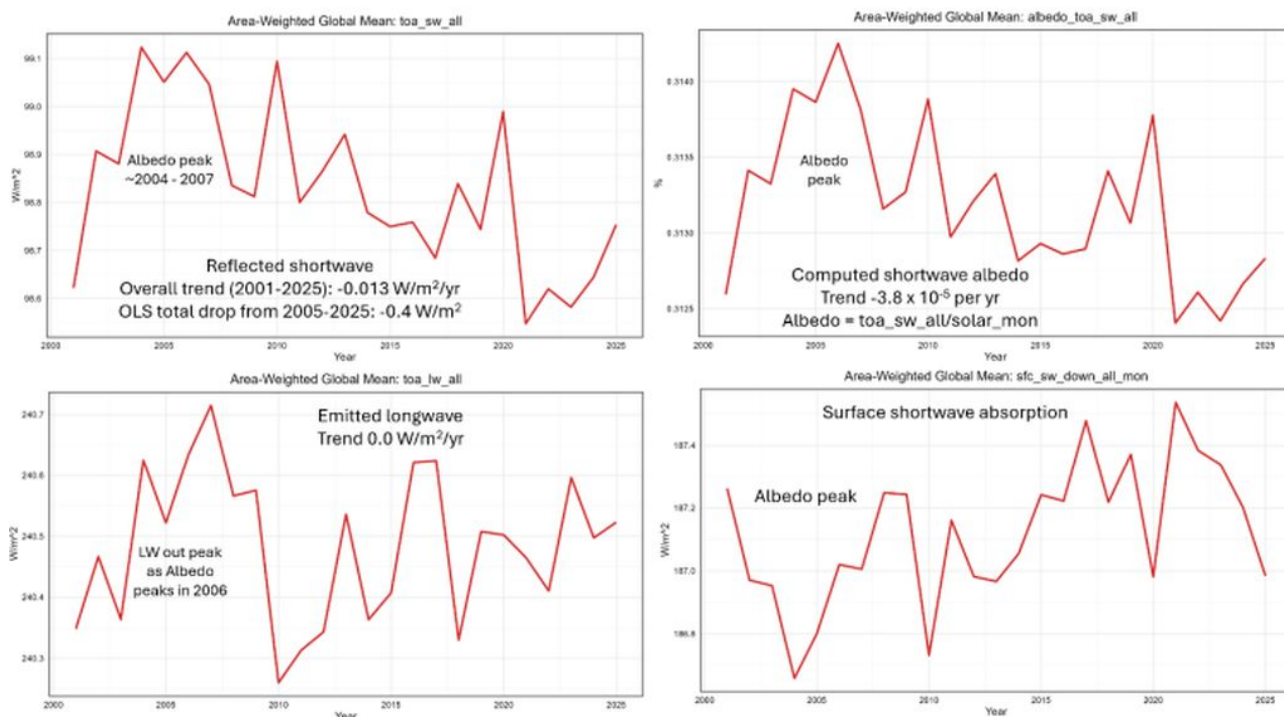 Area-Weighted Global Mean: toa_sw_all
99.1
99.0
98.9
98.8
98.7
98.6
W/m^2
Albedo peak
~2004 - 2007
Reflected shortwave
Overall trend (2001-2025): -0.013 W/m²/yr
OLS total drop from 2005-2025: -0.4 W/m²
2000
2005
2010
2015
2020
2025
Year
Area-Weighted Global Mean: albedo_toa_sw_all
0.3140
0.3135
0.3130
0.3125
%
Albedo
peak
Computed shortwave albedo
Trend -3.8 x 10⁻⁵ per yr
Albedo = toa_sw_all/solar_mon
2000
2005
2010
2015
2020
2025
Year
Area-Weighted Global Mean: toa_lw_all
240.7
240.6
240.5
240.4
240.3
W/m^2
Emitted longwave
Trend 0.0 W/m²/yr
LW out peak
as Albedo
peaks in 2006
2000
2005
2010
2015
2020
2025
Year
Area-Weighted Global Mean: sfc_sw_down_all_mon
187.4
187.2
187.0
186.8
W/m^2
Surface shortwave absorption
Albedo peak
2000
2005
2010
2015
2020
2025
Year